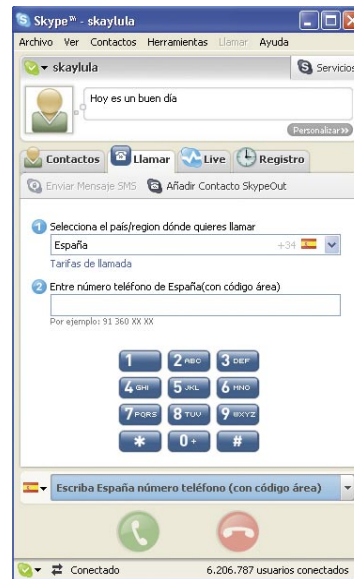 Skype™ - skaylula
Archivo Ver Contactos Herramientas Llamar Ayuda
skaylula
Servicios
Hoy es un buen día
Personalizar »
Contactos Llamar Live Registro
Enviar Mensaje SMS Añadir Contacto SkypeOut
1 Selecciona el país/region dónde quieres llamar
España +34
Tarifas de llamada
2 Entre número teléfono de España(con código área)
Por ejemplo: 91 360 XX XX
1 2 ABC 3 DEF
4 GHI 5 JKL 6 MNO
7 PQRS 8 TUV 9 WXYZ
* 0 + #
Escriba España número teléfono (con código área)
Conectado 6.206.787 usuarios conectados